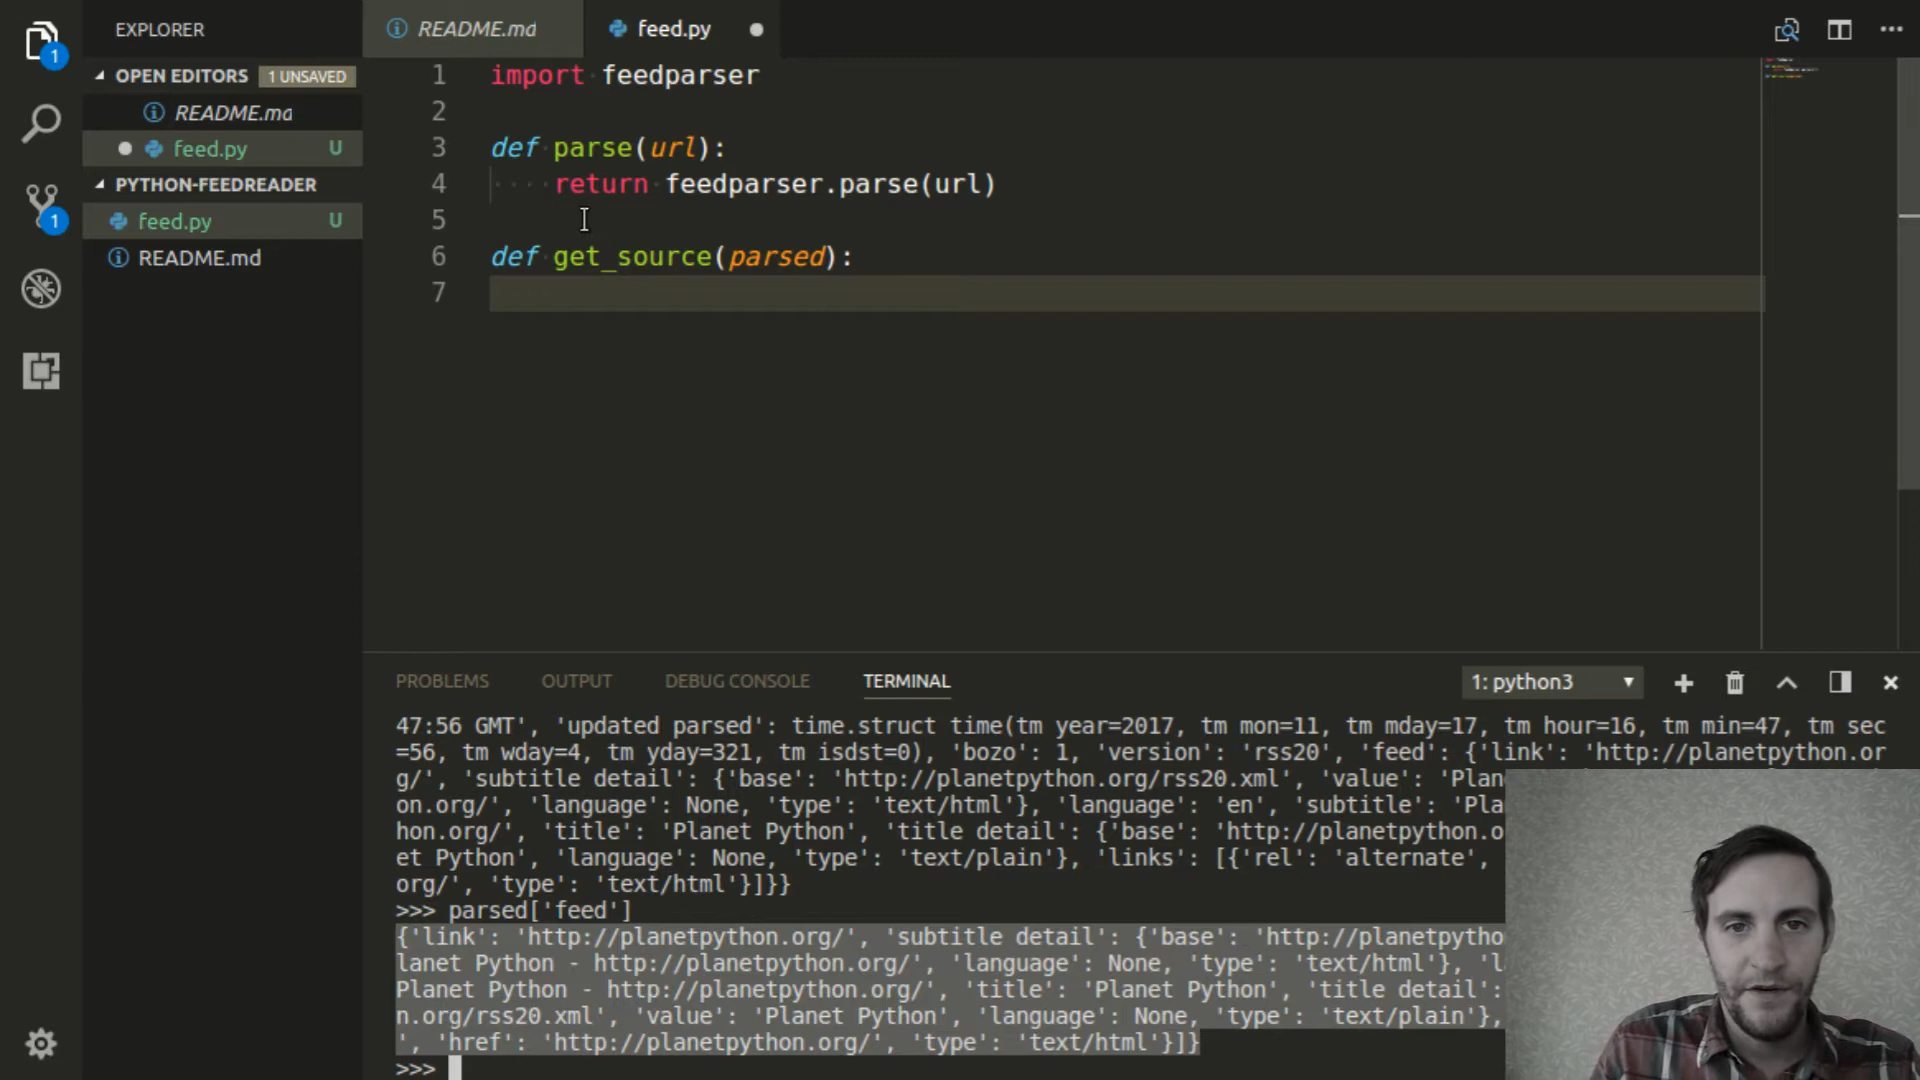 EXPLORER
README.md
feed.py
OPEN EDITORS 1 UNSAVED
README.md
feed.py U
PYTHON-FEEDREADER
feed.py U
README.md
1
1
1 import feedparser
2
3 def parse(url):
4 ····return feedparser.parse(url)
5
6 def get_source(parsed):
7
PROBLEMS OUTPUT DEBUG CONSOLE TERMINAL 1: python3
47:56 GMT', 'updated parsed': time.struct time(tm year=2017, tm mon=11, tm mday=17, tm hour=16, tm min=47, tm sec
=56, tm wday=4, tm yday=321, tm isdst=0), 'bozo': 1, 'version': 'rss20', 'feed': {'link': 'http://planetpython.or
g/', 'subtitle detail': {'base': 'http://planetpython.org/rss20.xml', 'value': 'Plan
on.org/', 'language': None, 'type': 'text/html'}, 'language': 'en', 'subtitle': 'Pla
hon.org/', 'title': 'Planet Python', 'title detail': {'base': 'http://planetpython.o
et Python', 'language': None, 'type': 'text/plain'}, 'links': [{'rel': 'alternate',
org/', 'type': 'text/html'}]}}
>>> parsed['feed']
{'link': 'http://planetpython.org/', 'subtitle detail': {'base': 'http://planetpytho
lanet Python - http://planetpython.org/', 'language': None, 'type': 'text/html'}, 'l
Planet Python - http://planetpython.org/', 'title': 'Planet Python', 'title detail':
n.org/rss20.xml', 'value': 'Planet Python', 'language': None, 'type': 'text/plain'},
', 'href': 'http://planetpython.org/', 'type': 'text/html'}]}
>>>